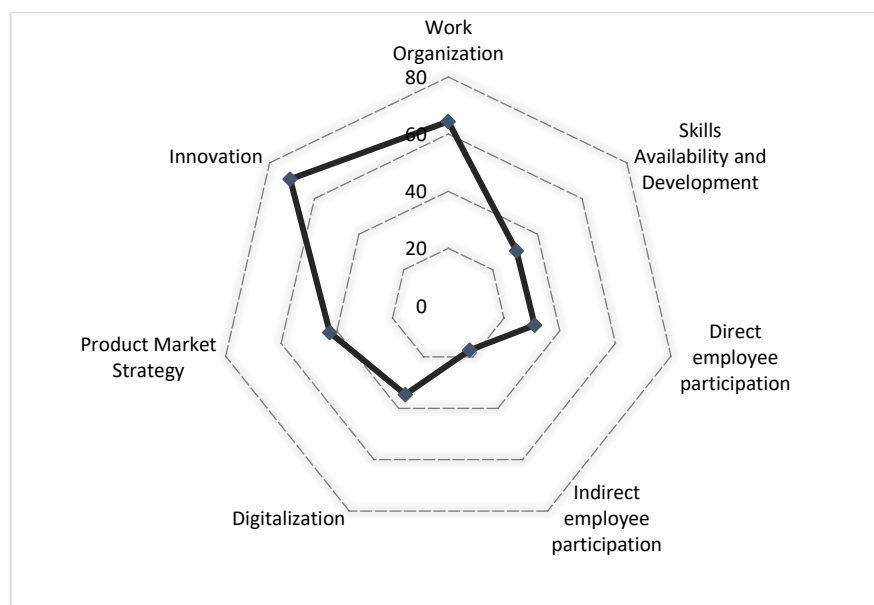 Work
Organization
80
60
40
20
0
Skills
Availability and
Development
Direct
employee
participation
Indirect
employee
participation
Digitalization
Product Market
Strategy
Innovation